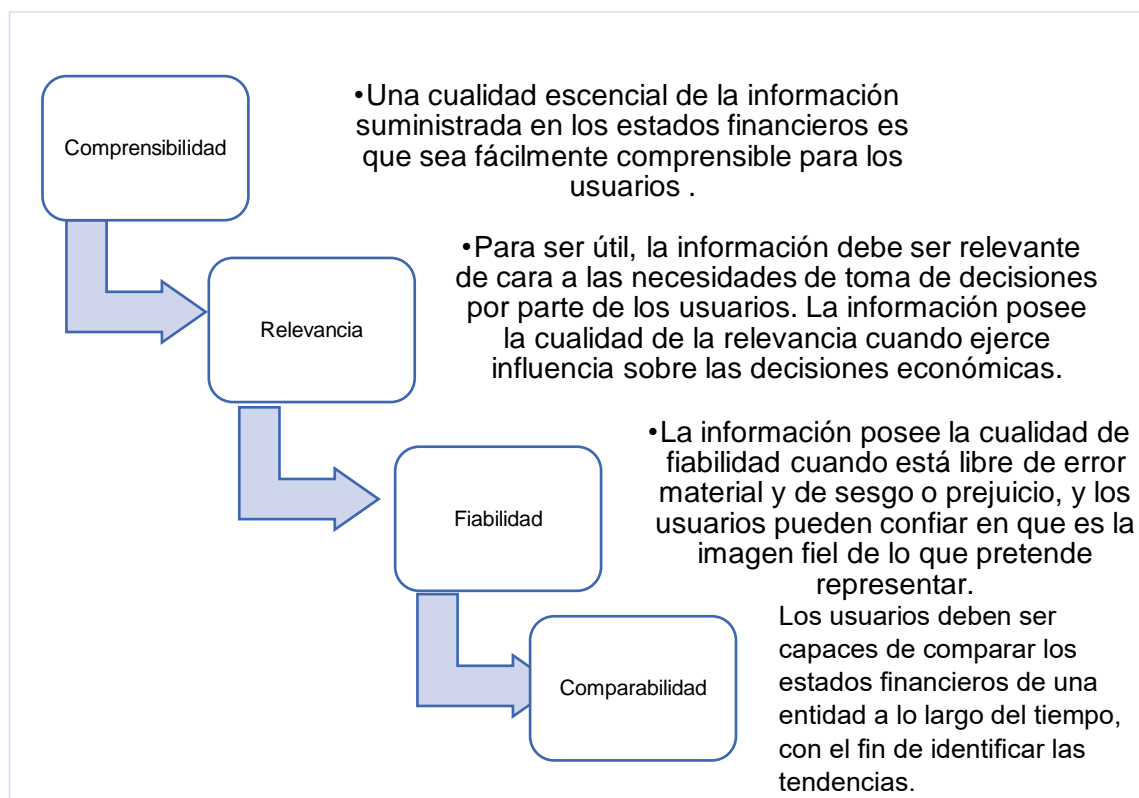 Comprensibilidad
•Una cualidad escencial de la información
suministrada en los estados financieros es
que sea fácilmente comprensible para los
usuarios .
Relevancia
•Para ser útil, la información debe ser relevante
de cara a las necesidades de toma de decisiones
por parte de los usuarios. La información posee
la cualidad de la relevancia cuando ejerce
influencia sobre las decisiones económicas.
Fiabilidad
•La información posee la cualidad de
fiabilidad cuando está libre de error
material y de sesgo o prejuicio, y los
usuarios pueden confiar en que es la
imagen fiel de lo que pretende
representar.
Comparabilidad
Los usuarios deben ser
capaces de comparar los
estados financieros de una
entidad a lo largo del tiempo,
con el fin de identificar las
tendencias.